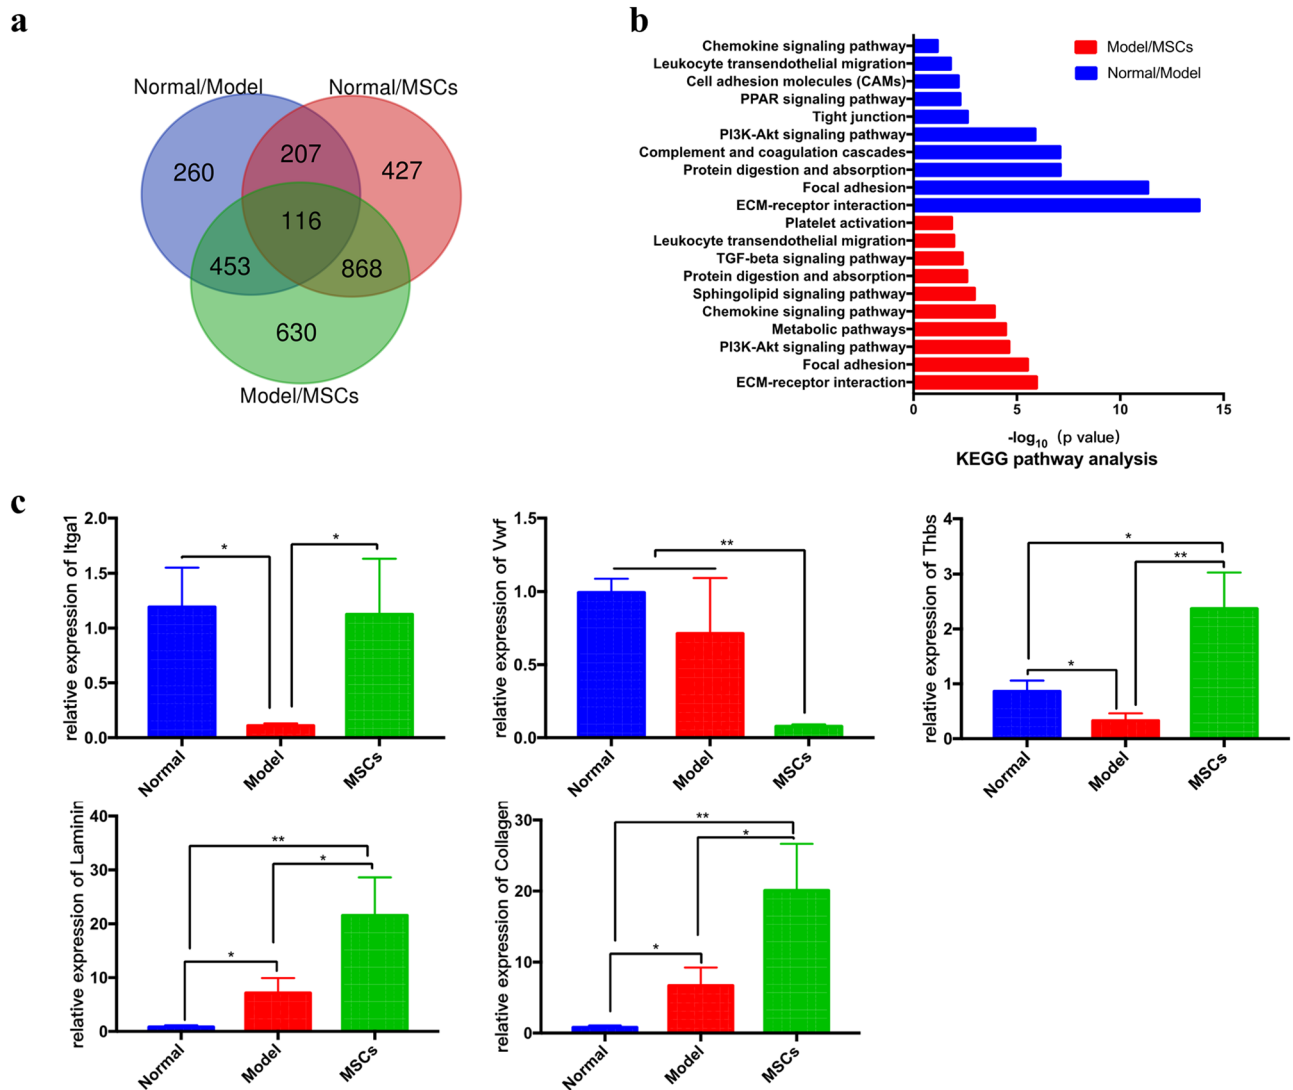 a
Normal/Model
Normal/MSCs
260
207
427
116
453
868
630
Model/MSCs
b
Chemokine signaling pathway
Leukocyte transendothelial migration
Cell adhesion molecules (CAMs)
PPAR signaling pathway
Tight junction
PI3K-Akt signaling pathway
Complement and coagulation cascades
Protein digestion and absorption
Focal adhesion
ECM-receptor interaction
Platelet activation
Leukocyte transendothelial migration
TGF-beta signaling pathway
Protein digestion and absorption
Sphingolipid signaling pathway
Chemokine signaling pathway
Metabolic pathways
PI3K-Akt signaling pathway
Focal adhesion
ECM-receptor interaction
Model/MSCs
Normal/Model
0 5 10 15
-log10 (p value)
KEGG pathway analysis
c
relative expression of Itga1
2.0
1.5
1.0
0.5
0.0
* *
Normal Model MSCs
relative expression of Vwf
1.5
1.0
0.5
0.0
**
Normal Model MSCs
relative expression of Thbs
4
3
2
1
0
*
**
*
Normal Model MSCs
relative expression of Laminin
40
30
20
10
0
**
*
*
Normal Model MSCs
relative expression of Collagen
30
20
10
0
**
*
*
Normal Model MSCs